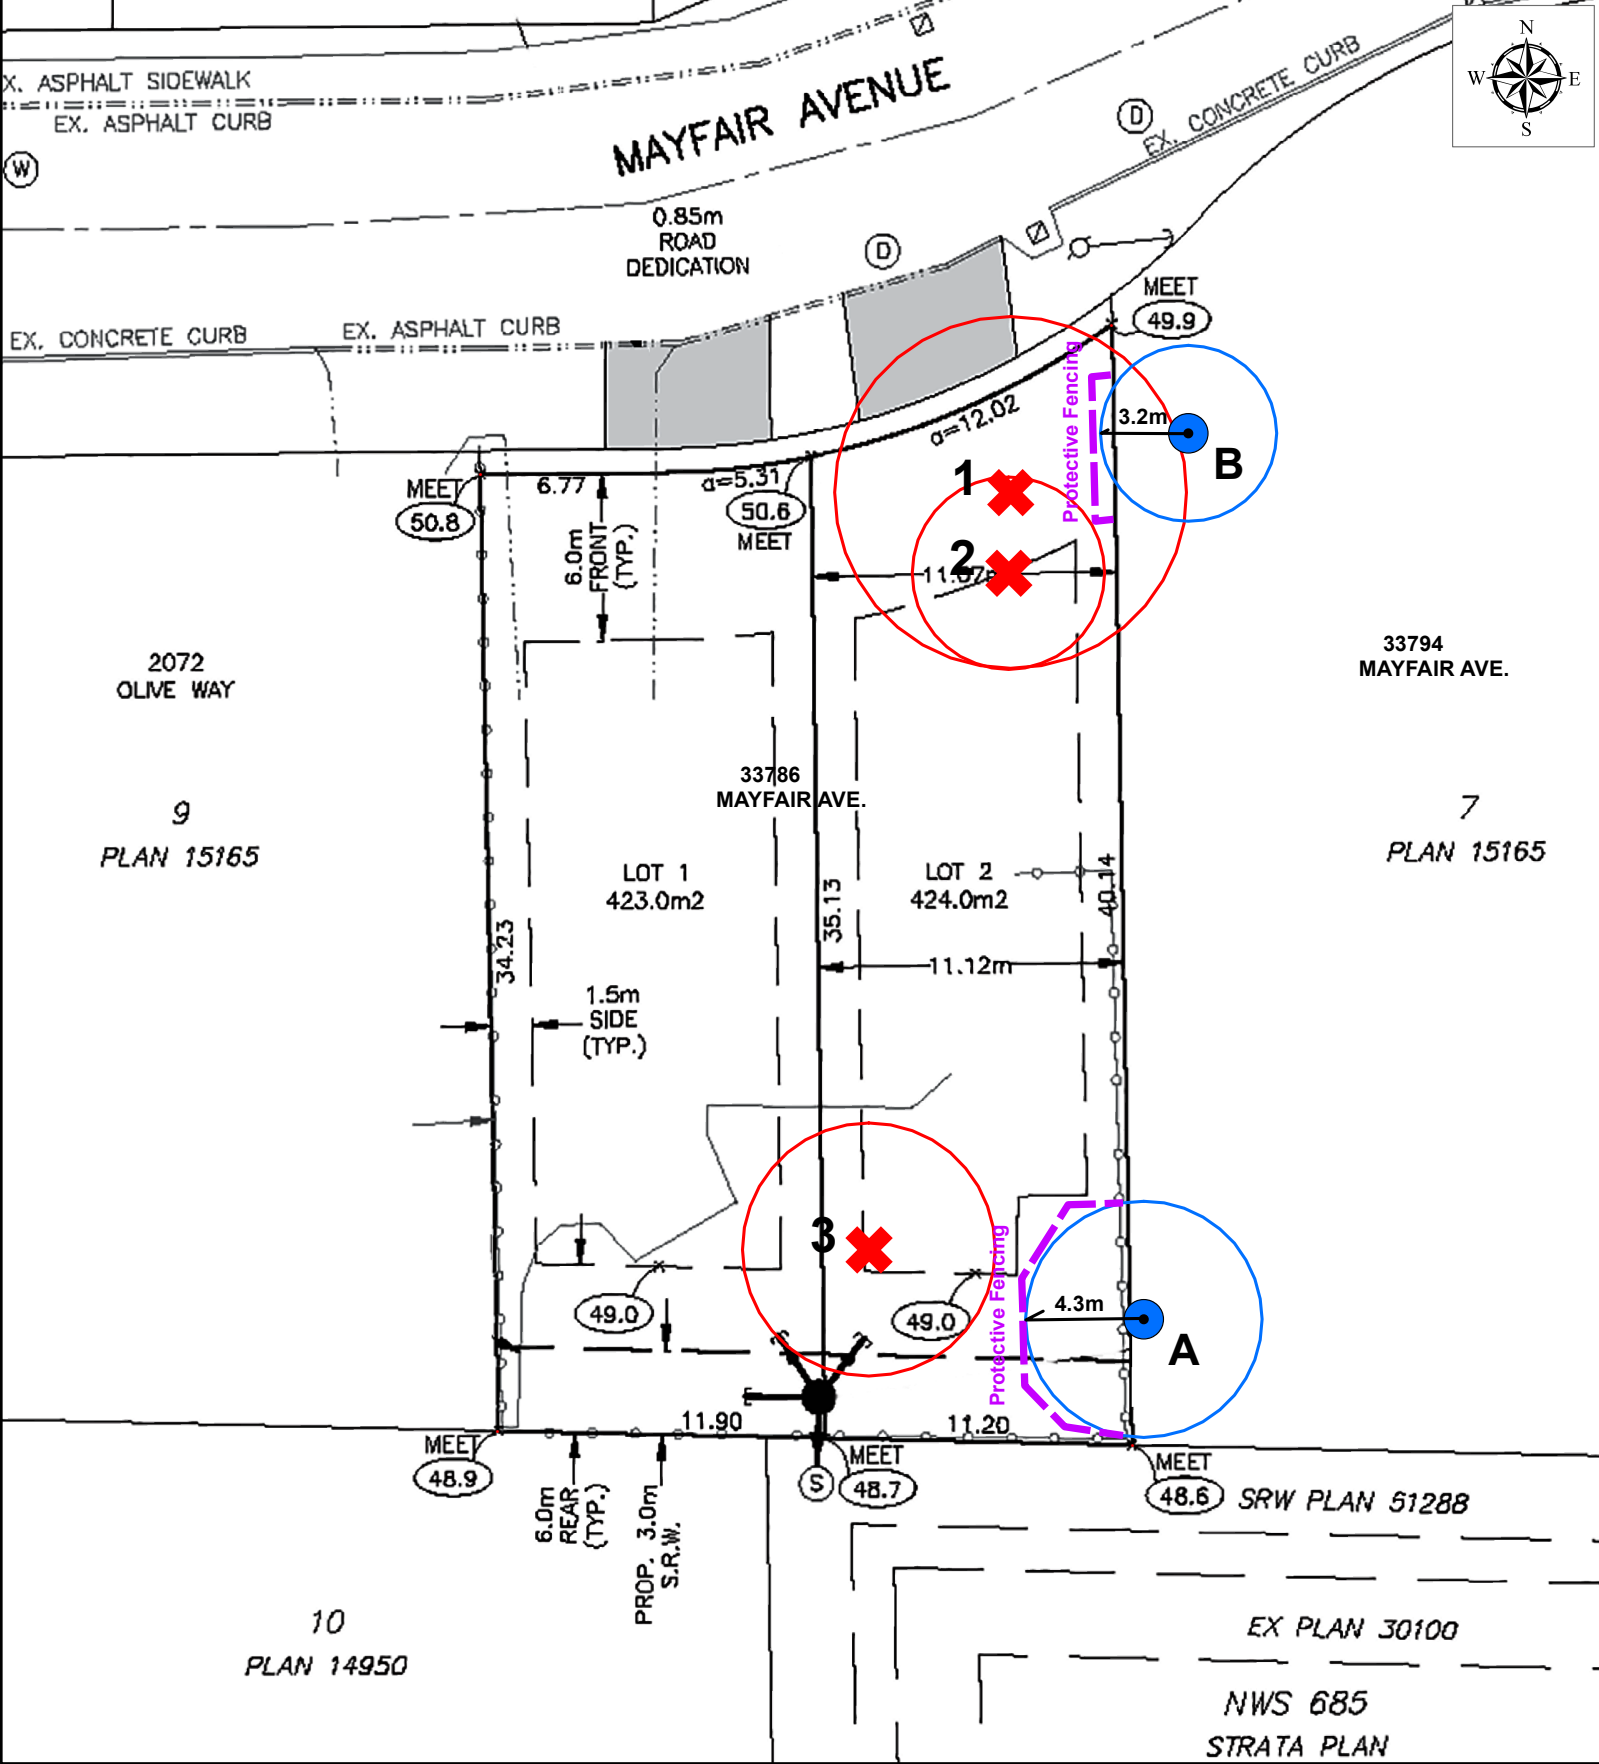 N
W
E
S
X. ASPHALT SIDEWALK
EX. ASPHALT CURB
W
MAYFAIR AVENUE
D
EX. CONCRETE CURB
0.85m
ROAD
DEDICATION
D
MEET
49.9
EX. CONCRETE CURB
EX. ASPHALT CURB
Protective Fencing
3.2m
B
a=12.02
MEET
50.8
6.77
a=5.31
50.6
MEET
1
2
6.0m
FRONT
(TYP.)
2072
OLIVE WAY
33794
MAYFAIR AVE.
33786
MAYFAIR AVE.
9
PLAN 15165
7
PLAN 15165
LOT 1
423.0m2
LOT 2
424.0m2
34.23
35.13
40.14
11.12m
1.5m
SIDE
(TYP.)
3
49.0
49.0
Protective Fencing
4.3m
A
11.90
11.20
MEET
48.9
MEET
48.7
S
MEET
48.6
SRW PLAN 51288
6.0m
REAR
(TYP.)
PROP. 3.0m
S.R.W.
10
PLAN 14950
EX PLAN 30100
NWS 685
STRATA PLAN